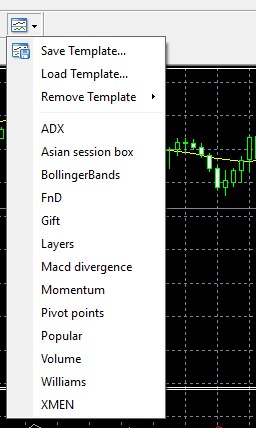 Save Template...
Load Template...
Remove Template
ADX
Asian session box
BollingerBands
FnD
Gift
Layers
Macd divergence
Momentum
Pivot points
Popular
Volume
Williams
XMEN